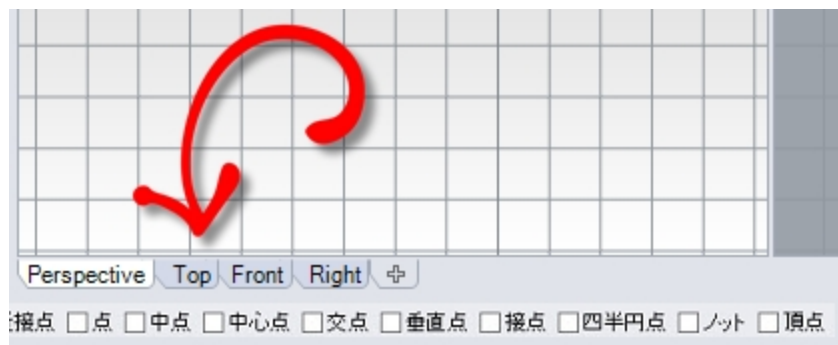 Perspective Top Front Right
接点 点 中点 中心点 交点 垂直点 接点 四半円点 ノット 頂点